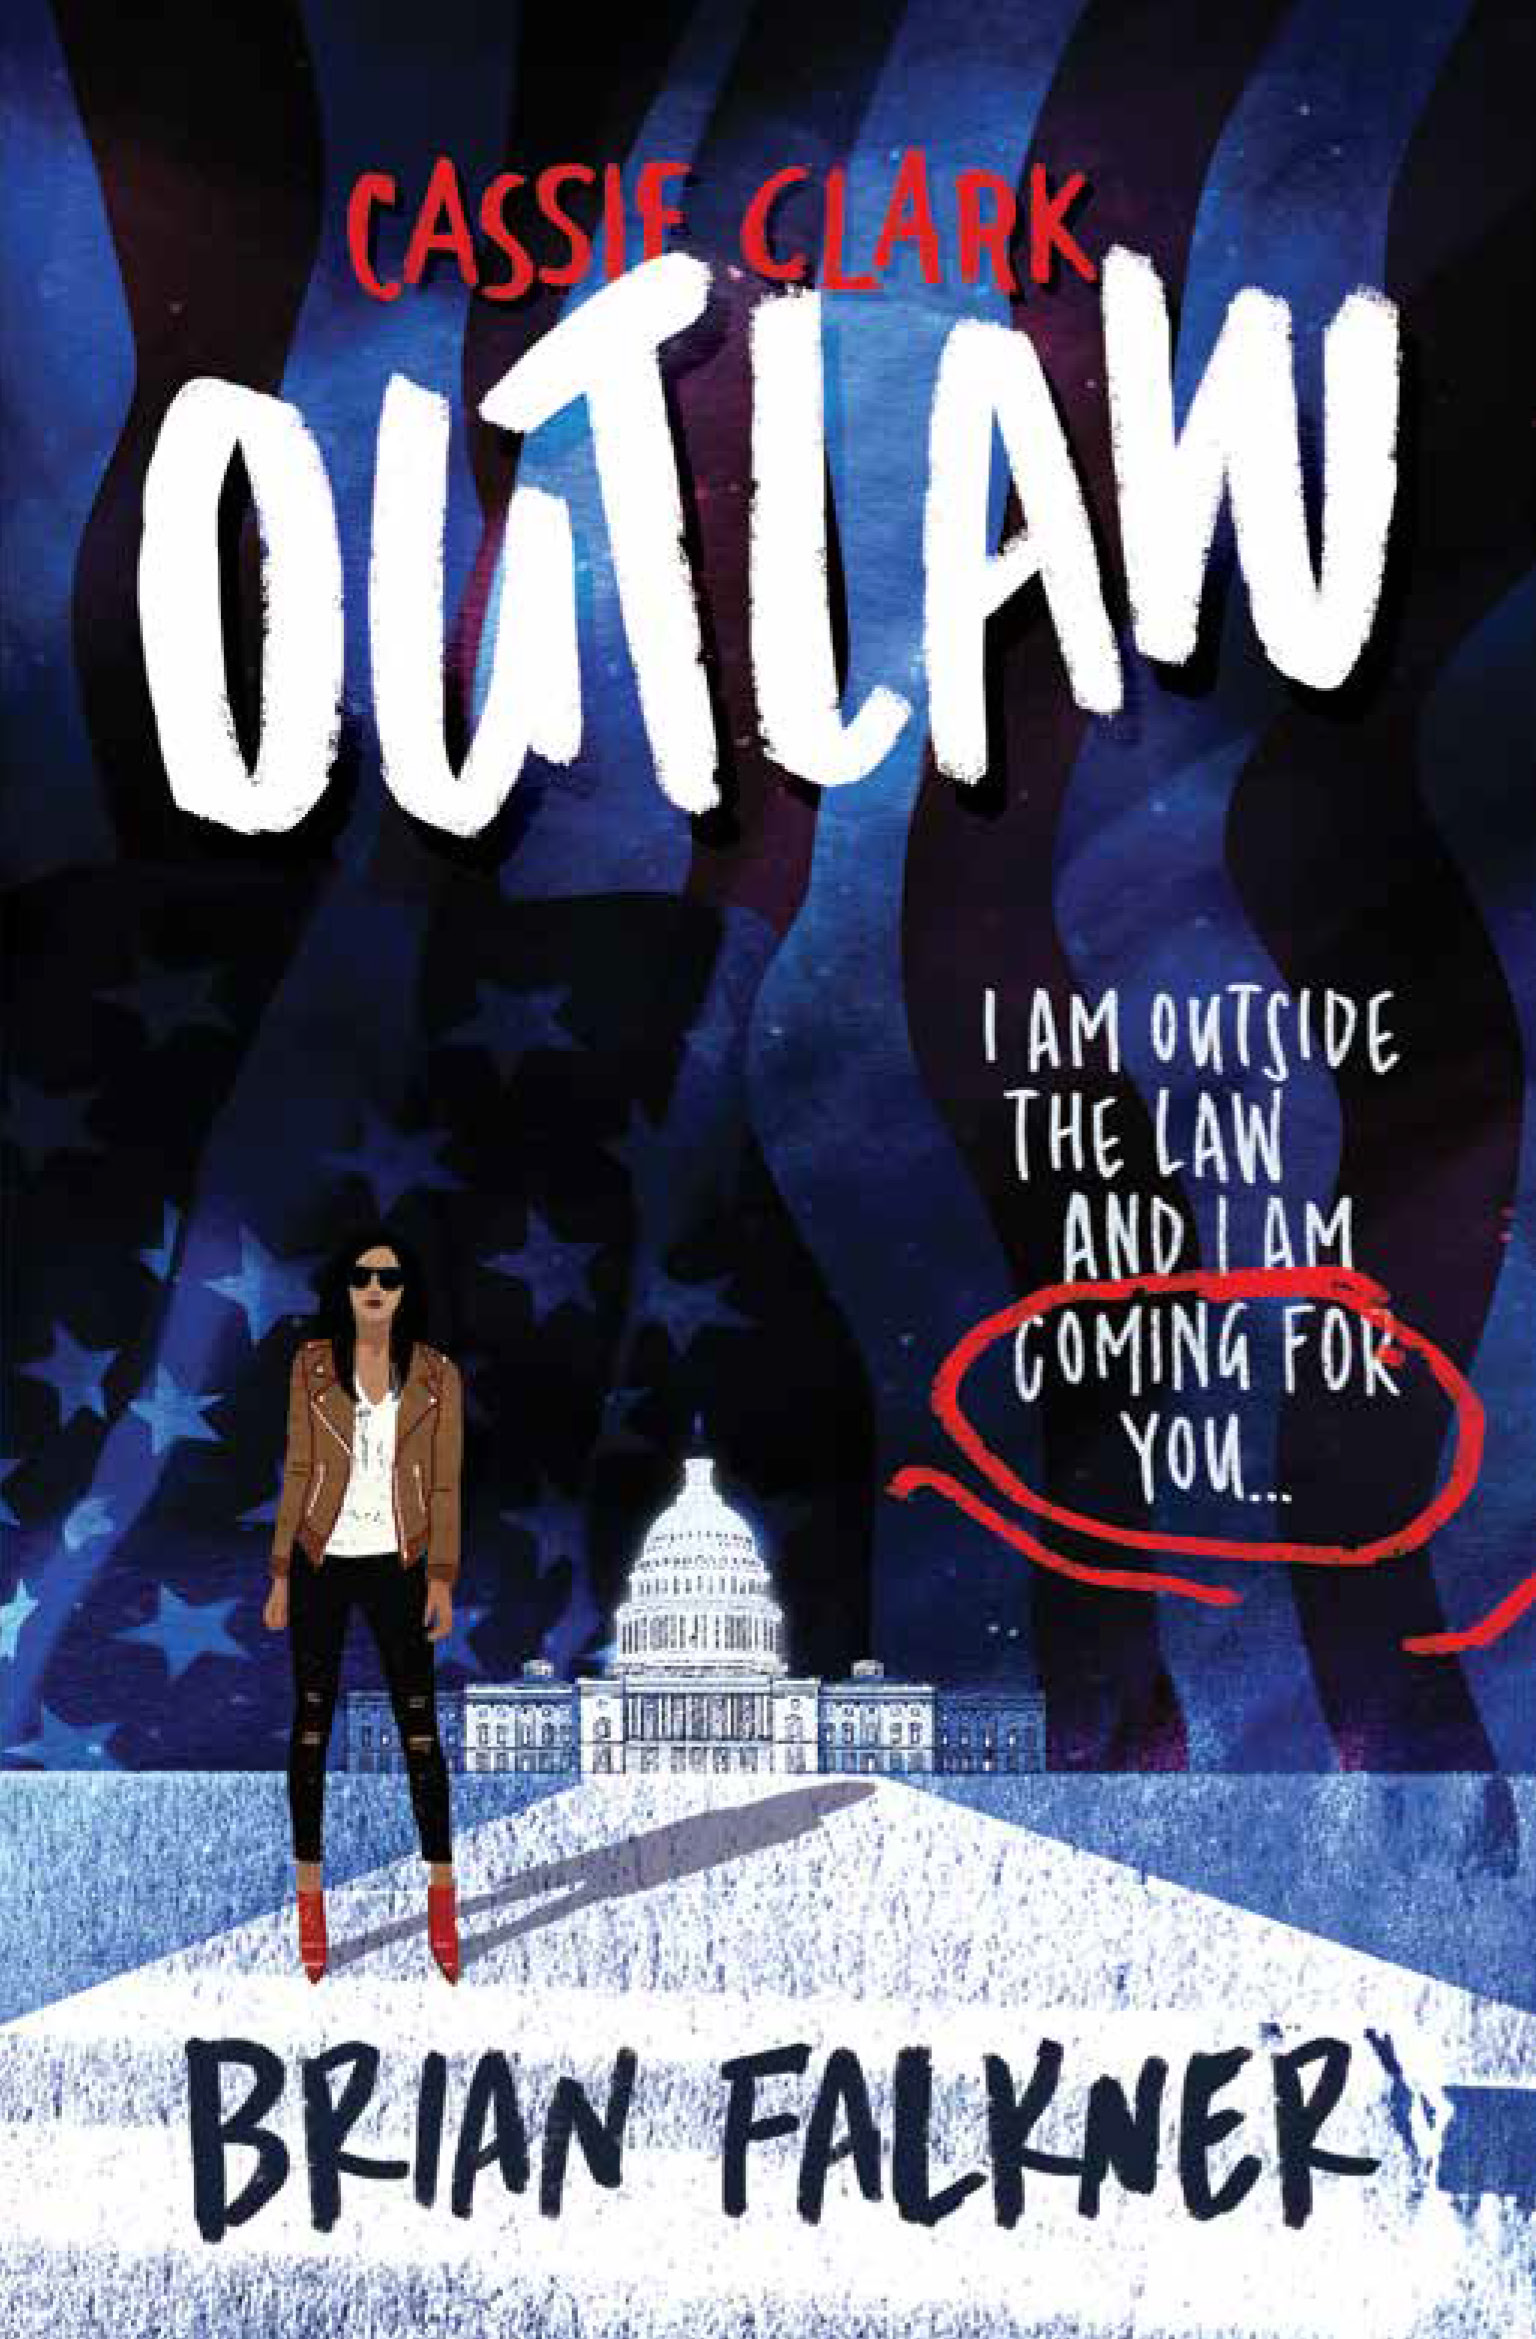 CASSIE CLARK
OUTLAW
I AM OUTSIDE
THE LAW
AND I AM
COMING FOR
YOU...
BRIAN FALKNER